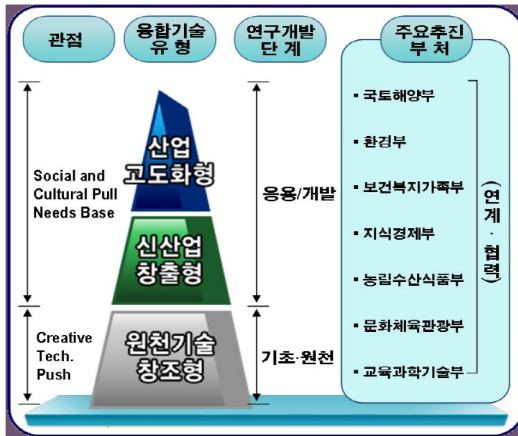 관점
융합기술
유 형
연구개발
단 계
주요추진
부 처
Social and
Cultural Pull
Needs Base
Creative
Tech.
Push
산업
고도화형
신산업
창출형
원천기술
창조형
응용/개발
기초·원천
▪ 국토해양부
▪ 환경부
▪ 보건복지가족부
▪ 지식경제부
▪ 농림수산식품부
▪ 문화체육관광부
▪ 교육과학기술부
(연계·협력)